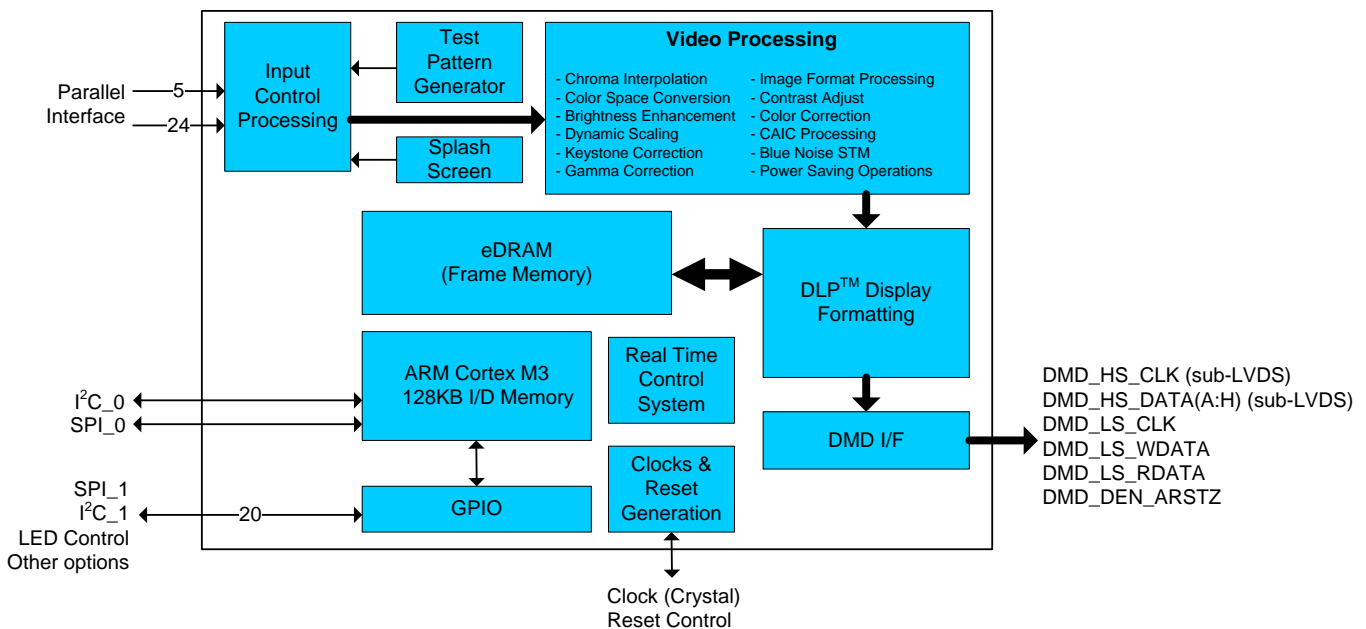 Parallel
Interface
5
24
Input
Control
Processing
Test
Pattern
Generator
Splash
Screen
Video Processing
- Chroma Interpolation
- Color Space Conversion
- Brightness Enhancement
- Dynamic Scaling
- Keystone Correction
- Gamma Correction
- Image Format Processing
- Contrast Adjust
- Color Correction
- CAIC Processing
- Blue Noise STM
- Power Saving Operations
eDRAM
(Frame Memory)
DLP™ Display
Formatting
I²C_0
SPI_0
ARM Cortex M3
128KB I/D Memory
Real Time
Control
System
DMD I/F
DMD_HS_CLK (sub-LVDS)
DMD_HS_DATA(A:H) (sub-LVDS)
DMD_LS_CLK
DMD_LS_WDATA
DMD_LS_RDATA
DMD_DEN_ARSTZ
SPI_1
I²C_1
LED Control
Other options
20
GPIO
Clocks &
Reset
Generation
Clock (Crystal)
Reset Control